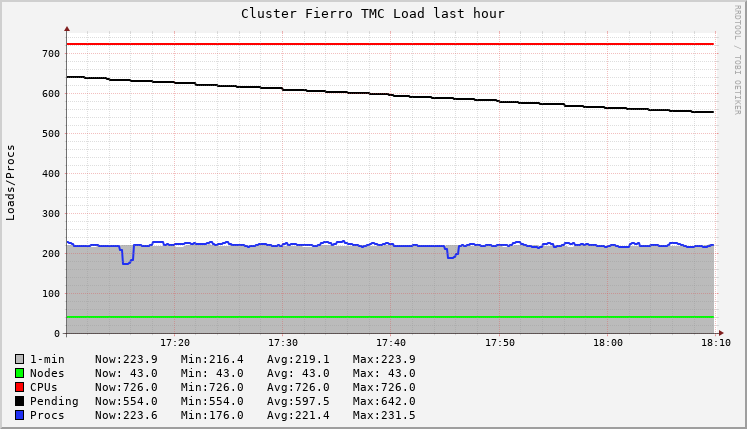 Cluster Fierro TMC Load last hour
RRDTOOL / TOBI OETIKER
Loads/Procs
700
600
500
400
300
200
100
0
17:20 17:30 17:40 17:50 18:00 18:10
1-min Now:223.9 Min:216.4 Avg:219.1 Max:223.9
Nodes Now: 43.0 Min: 43.0 Avg: 43.0 Max: 43.0
CPUs Now:726.0 Min:726.0 Avg:726.0 Max:726.0
Pending Now:554.0 Min:554.0 Avg:597.5 Max:642.0
Procs Now:223.6 Min:176.0 Avg:221.4 Max:231.5